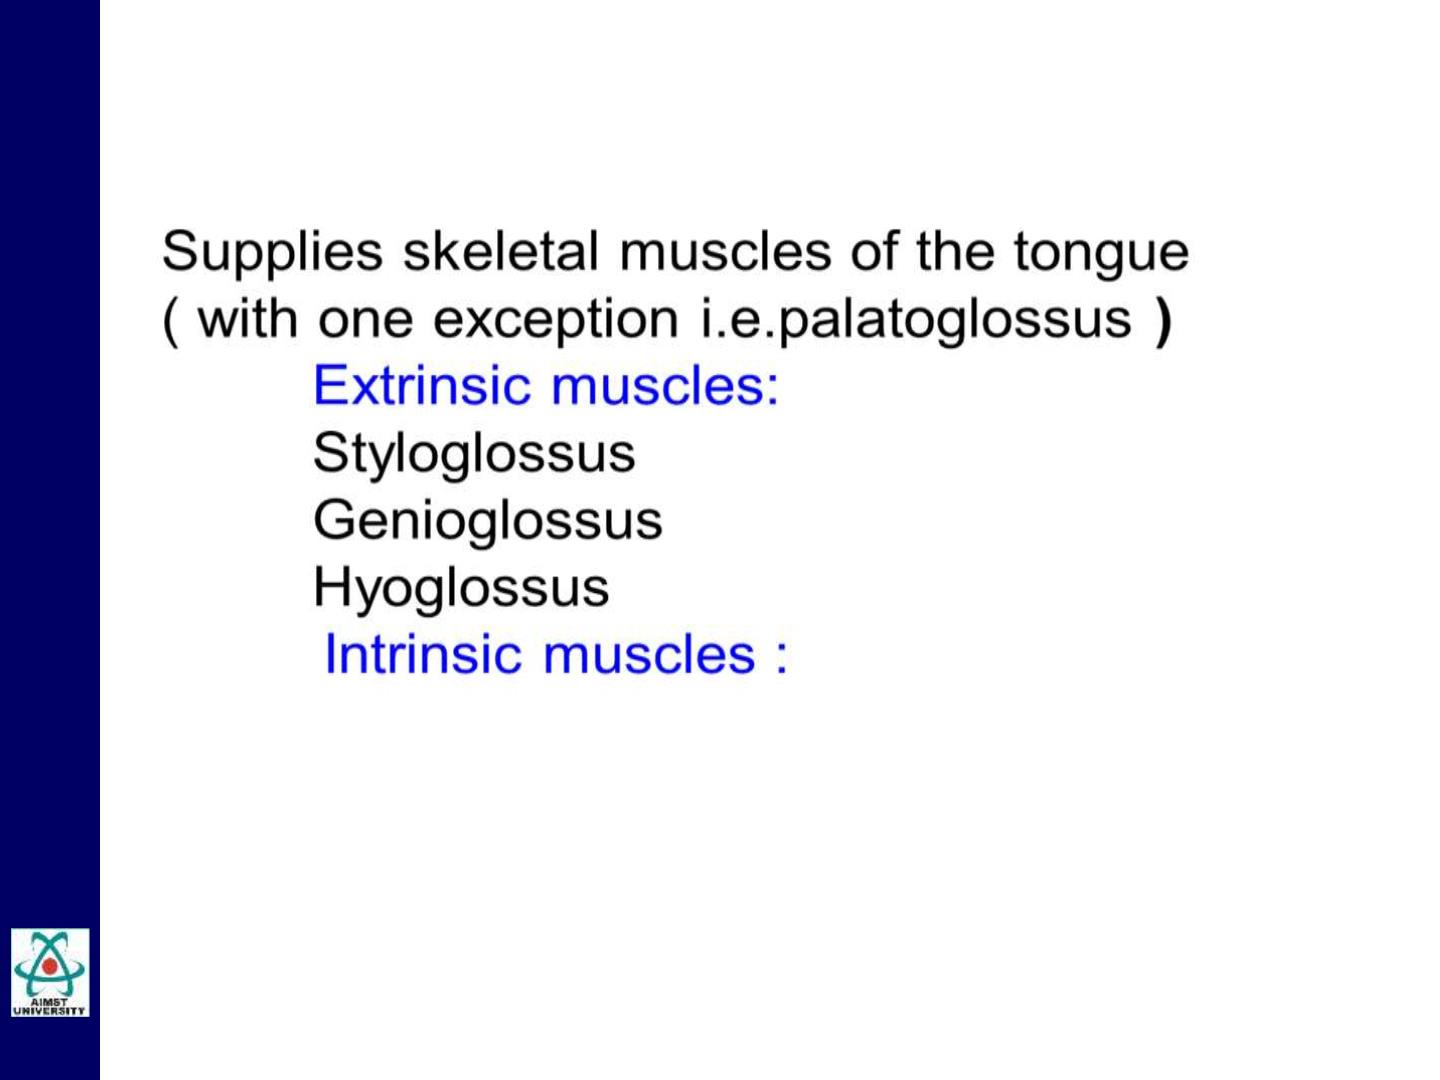 Supplies skeletal muscles of the tongue
( with one exception i.e.palatoglossus )
Extrinsic muscles:
Styloglossus
Genioglossus
Hyoglossus
Intrinsic muscles :
AIMST
UNIVERSITY